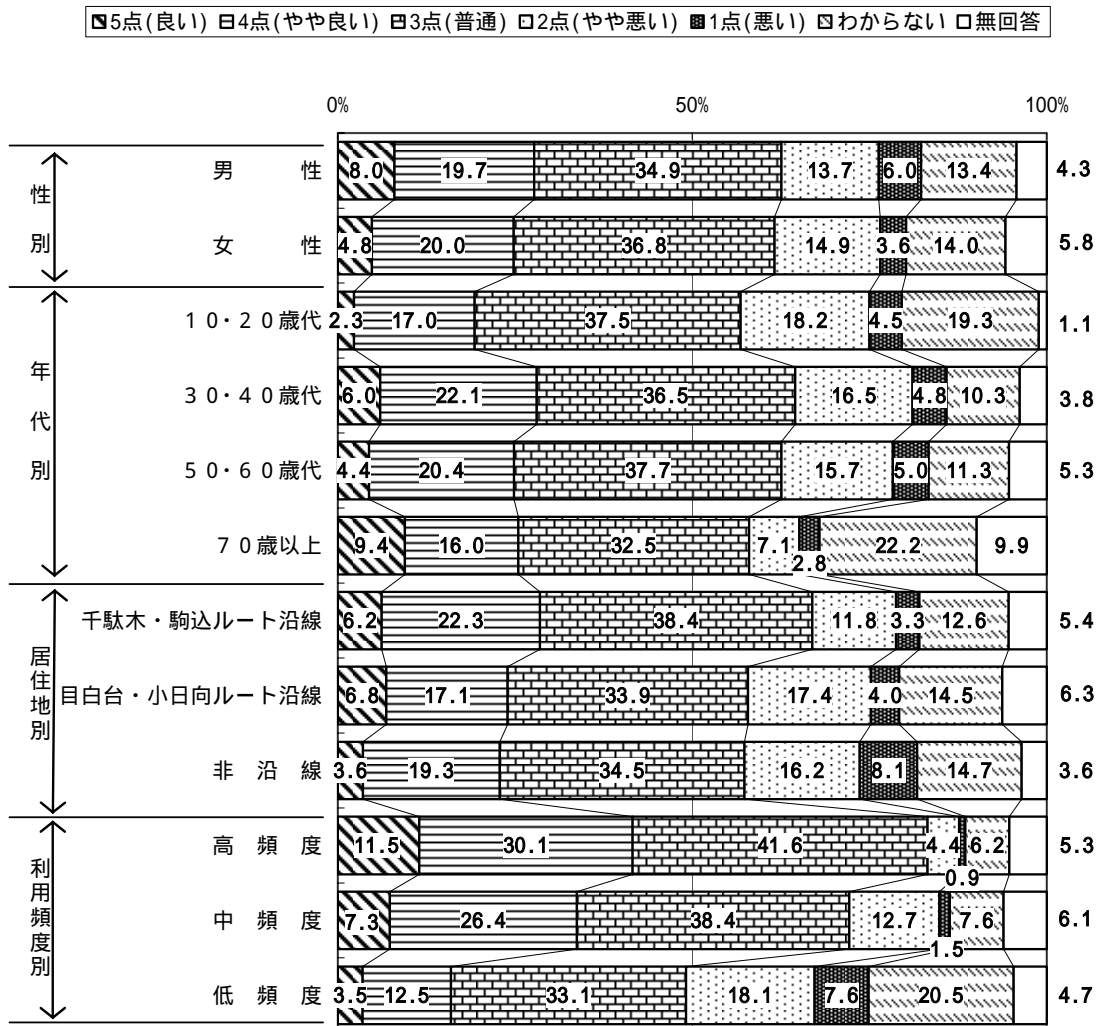 5点(良い) 4点(やや良い) 3点(普通) 2点(やや悪い) 1点(悪い) わからない 無回答
0% 50% 100%
性別
男性 8.0 19.7 34.9 13.7 6.0 13.4 4.3
女性 4.8 20.0 36.8 14.9 3.6 14.0 5.8
年代別
10・20歳代 2.3 17.0 37.5 18.2 4.5 19.3 1.1
30・40歳代 6.0 22.1 36.5 16.5 4.8 10.3 3.8
50・60歳代 4.4 20.4 37.7 15.7 5.0 11.3 5.3
70歳以上 9.4 16.0 32.5 7.1 2.8 22.2 9.9
居住地別
千駄木・駒込ルート沿線 6.2 22.3 38.4 11.8 3.3 12.6 5.4
目白台・小日向ルート沿線 6.8 17.1 33.9 17.4 4.0 14.5 6.3
非沿線 3.6 19.3 34.5 16.2 8.1 14.7 3.6
利用頻度別
高頻度 11.5 30.1 41.6 4.4 0.9 6.2 5.3
中頻度 7.3 26.4 38.4 12.7 1.5 7.6 6.1
低頻度 3.5 12.5 33.1 18.1 7.6 20.5 4.7